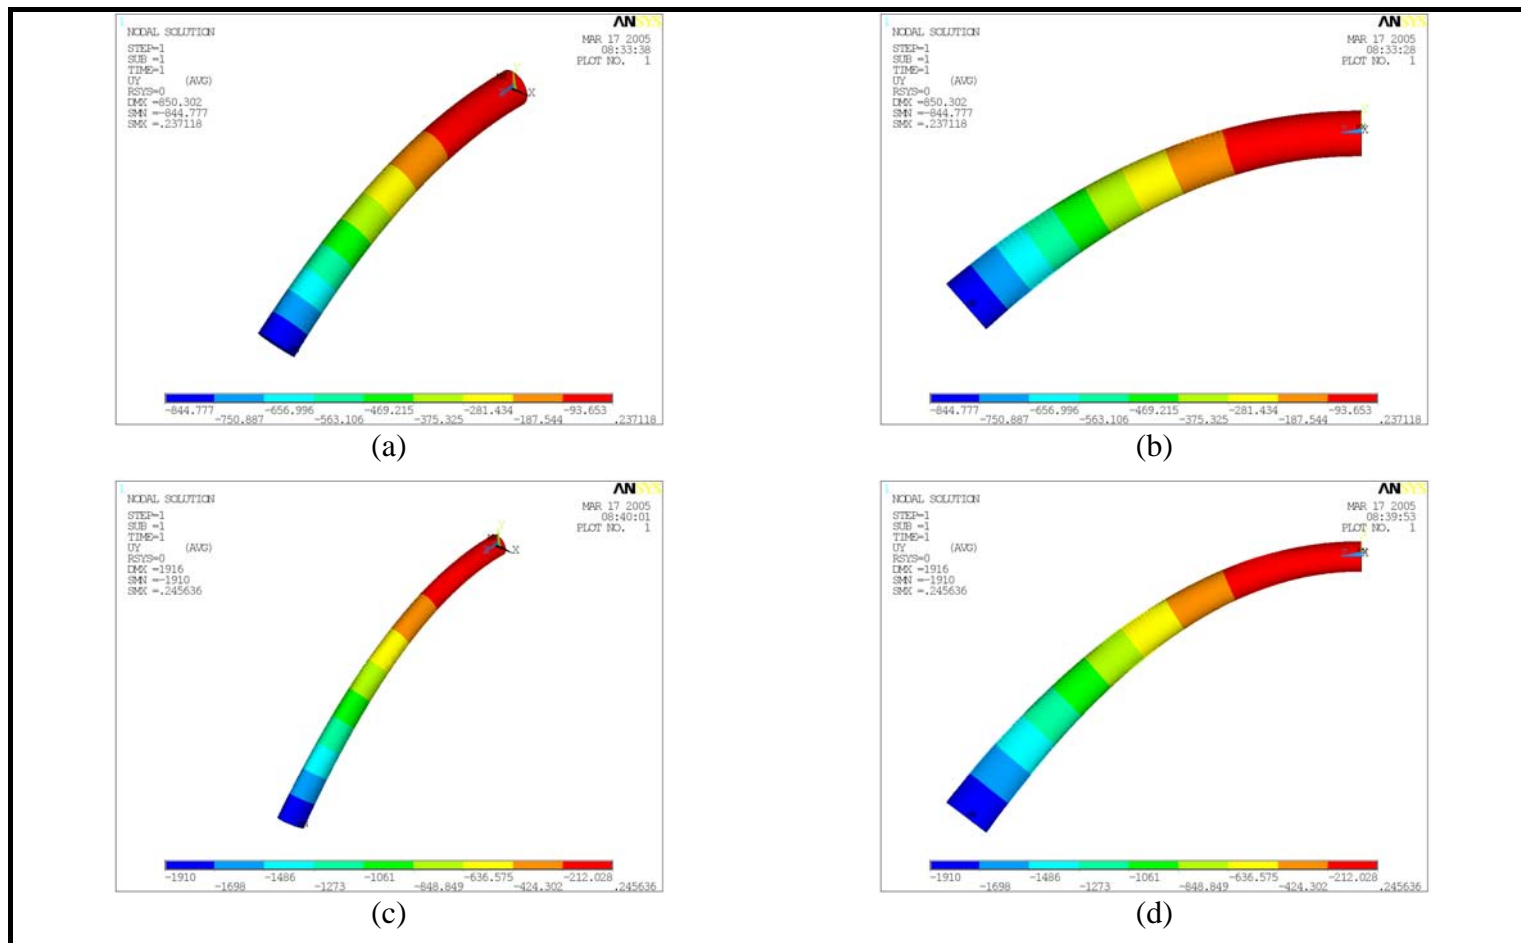 1
ANSYS
NODAL SOLUTION
MAR 17 2005
STEP=1
08:33:38
SUB =1
PLOT NO. 1
TIME=1
UY (AVG)
RSYS=0
DMX =850.302
SMN =-844.777
SMX =.237118
Y
X
-844.777 -656.996 -469.215 -281.434 -93.653
-750.887 -563.106 -375.325 -187.544 .237118
(a)
1
ANSYS
NODAL SOLUTION
MAR 17 2005
STEP=1
08:33:28
SUB =1
PLOT NO. 1
TIME=1
UY (AVG)
RSYS=0
DMX =850.302
SMN =-844.777
SMX =.237118
X
-844.777 -656.996 -469.215 -281.434 -93.653
-750.887 -563.106 -375.325 -187.544 .237118
(b)
1
ANSYS
NODAL SOLUTION
MAR 17 2005
STEP=1
08:40:01
SUB =1
PLOT NO. 1
TIME=1
UY (AVG)
RSYS=0
DMX =1916
SMN =-1910
SMX =.245636
Y
X
-1910 -1486 -1061 -636.575 -212.028
-1698 -1273 -848.849 -424.302 .245636
(c)
1
ANSYS
NODAL SOLUTION
MAR 17 2005
STEP=1
08:39:53
SUB =1
PLOT NO. 1
TIME=1
UY (AVG)
RSYS=0
DMX =1916
SMN =-1910
SMX =.245636
X
-1910 -1486 -1061 -636.575 -212.028
-1698 -1273 -848.849 -424.302 .245636
(d)